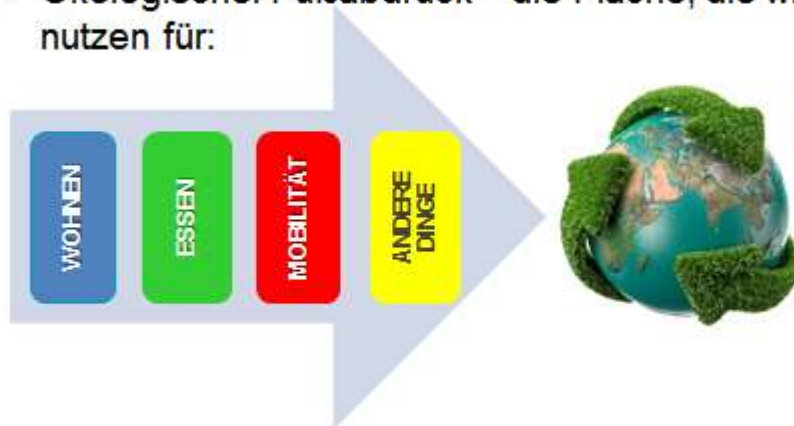 Ökologischer Fußabdruck - die Fläche, die
nutzen für:
WOHNEN
ESSEN
MOBILITÄT
ANDERE
DINGE